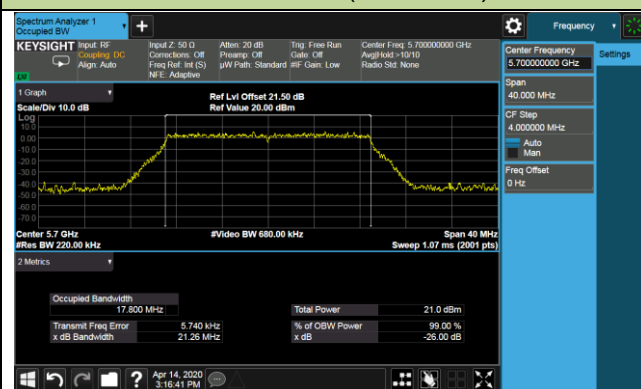 Spectrum Analyzer 1
Occupied BW
Frequency
KEYSIGHT
Input: RF
Coupling: DC
Align: Auto
Input Z: 50 Ω
Corrections: Off
Freq Ref: Int (S)
NFE: Adaptive
Atten: 20 dB
Preamp: Off
µW Path: Standard
Trig: Free Run
Gate: Off
#IF Gain: Low
Center Freq: 5.700000000 GHz
Avg|Hold:>10/10
Radio Std: None
Center Frequency
5.700000000 GHz
Settings
Span
40.000 MHz
CF Step
4.000000 MHz
Auto
Man
Freq Offset
0 Hz
1 Graph
Scale/Div 10.0 dB
Ref Lvl Offset 21.50 dB
Ref Value 20.00 dBm
Log
10.0
0.00
-10.0
-20.0
-30.0
-40.0
-50.0
-60.0
-70.0
Center 5.7 GHz
#Res BW 220.00 kHz
#Video BW 680.00 kHz
Span 40 MHz
Sweep 1.07 ms (2001 pts)
2 Metrics
Occupied Bandwidth
17.800 MHz
Total Power 21.0 dBm
Transmit Freq Error 5.740 kHz
% of OBW Power 99.00 %
x dB Bandwidth 21.26 MHz
x dB -26.00 dB
?
Apr 14, 2020
3:16:41 PM